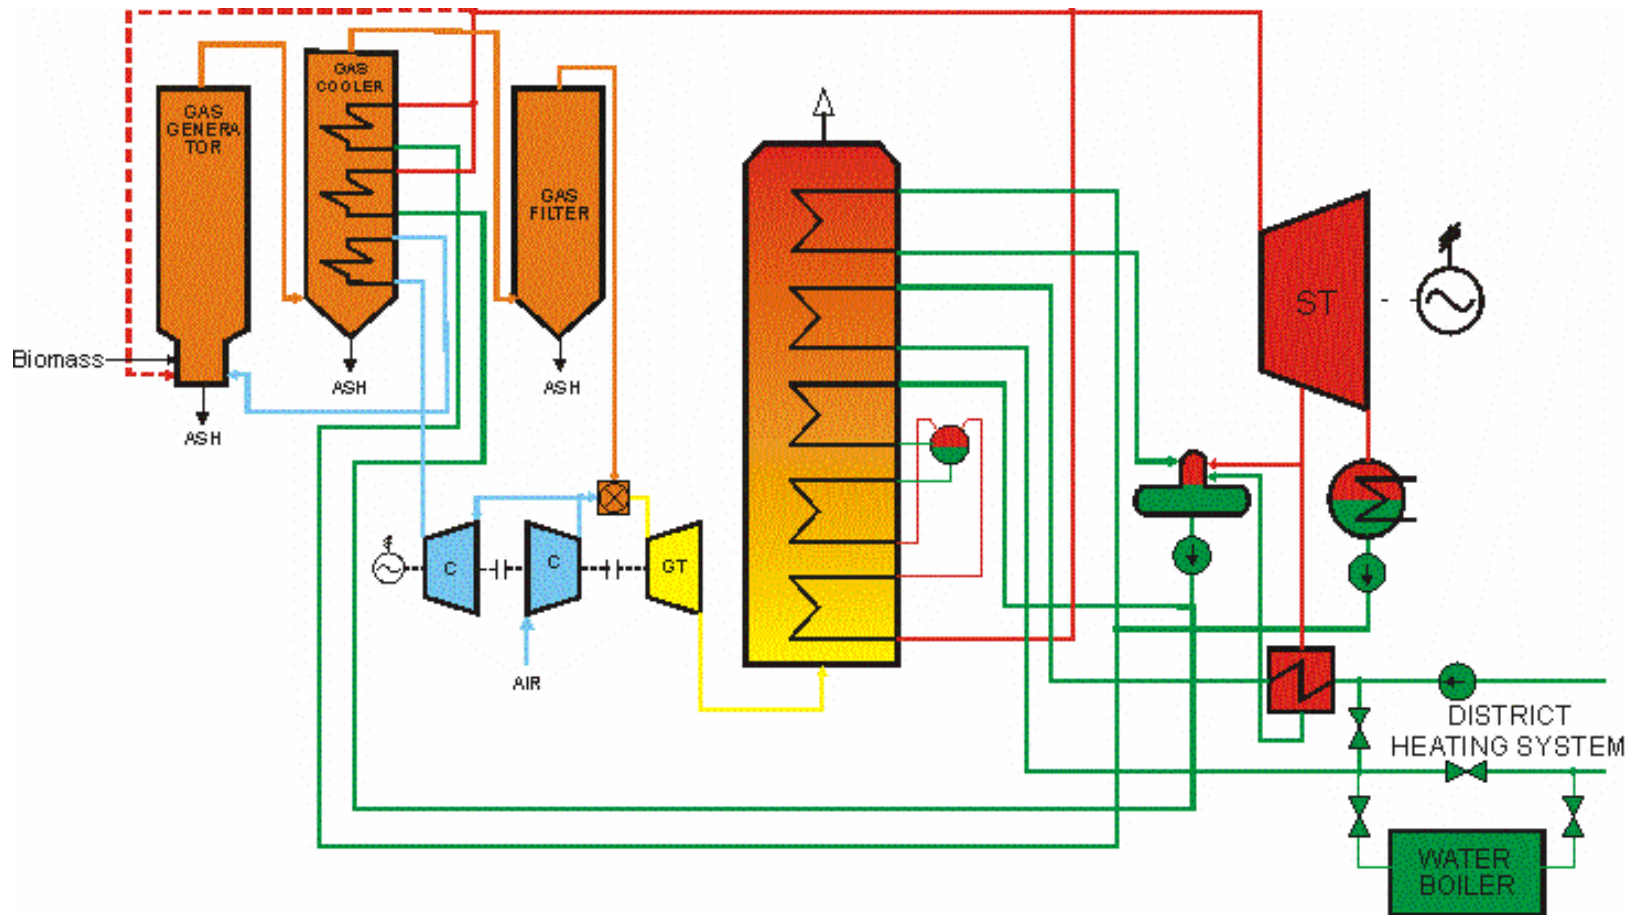 GAS
COOLER
GAS
GENERA
TOR
GAS
FILTER
ST
Biomass
ASH
ASH
ASH
C
C
GT
AIR
DISTRICT
HEATING SYSTEM
WATER
BOILER